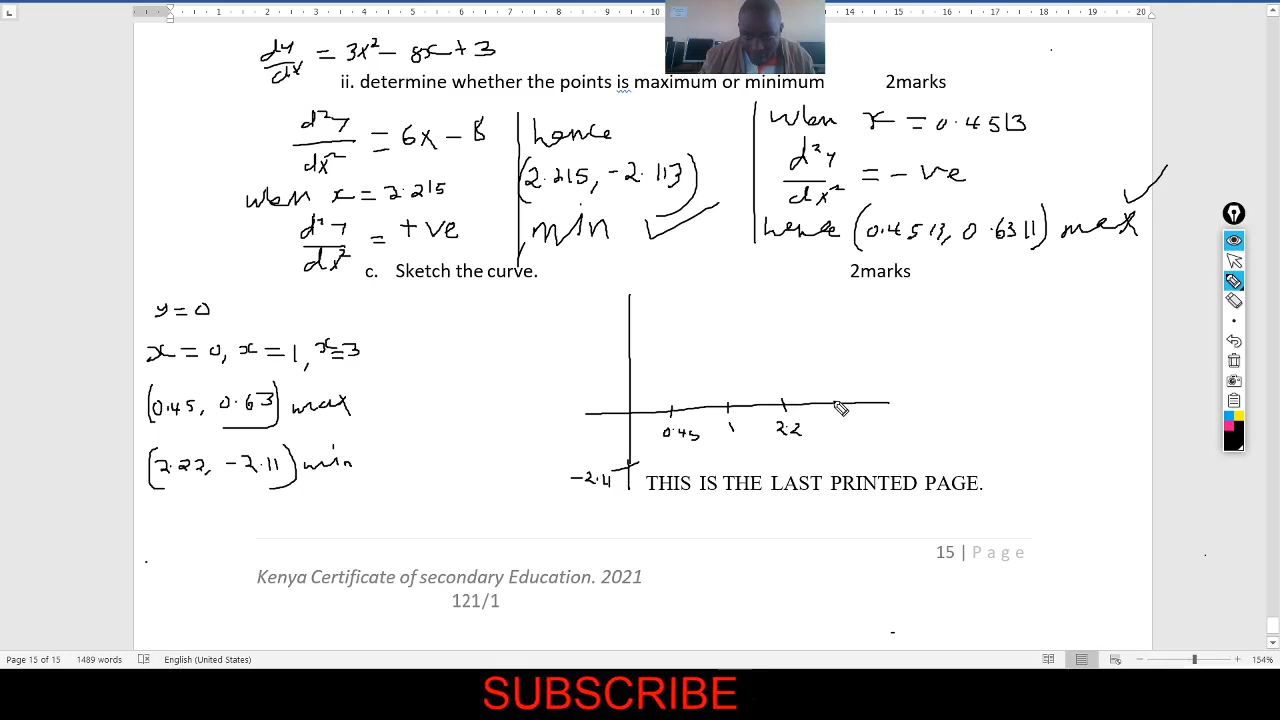 dy/dx = 3x² - 8x + 3
ii. determine whether the points is maximum or minimum 2marks
d²y/dx² = 6x - 8
when x = 2.215
d²y/dx² = +ve
hence
(2.215, -2.113)
min
when x = 0.4513
d²y/dx² = -ve
hence (0.4513, 0.6311) max
c. Sketch the curve. 2marks
y = 0
x = 0, x = 1, x = 3
(0.45, 0.63) max
(2.22, -2.11) min
0.45 1 2.2
-2.11
THIS IS THE LAST PRINTED PAGE.
15 | Page
Kenya Certificate of secondary Education. 2021
121/1
Page 15 of 15 1489 words English (United States) 154%
SUBSCRIBE